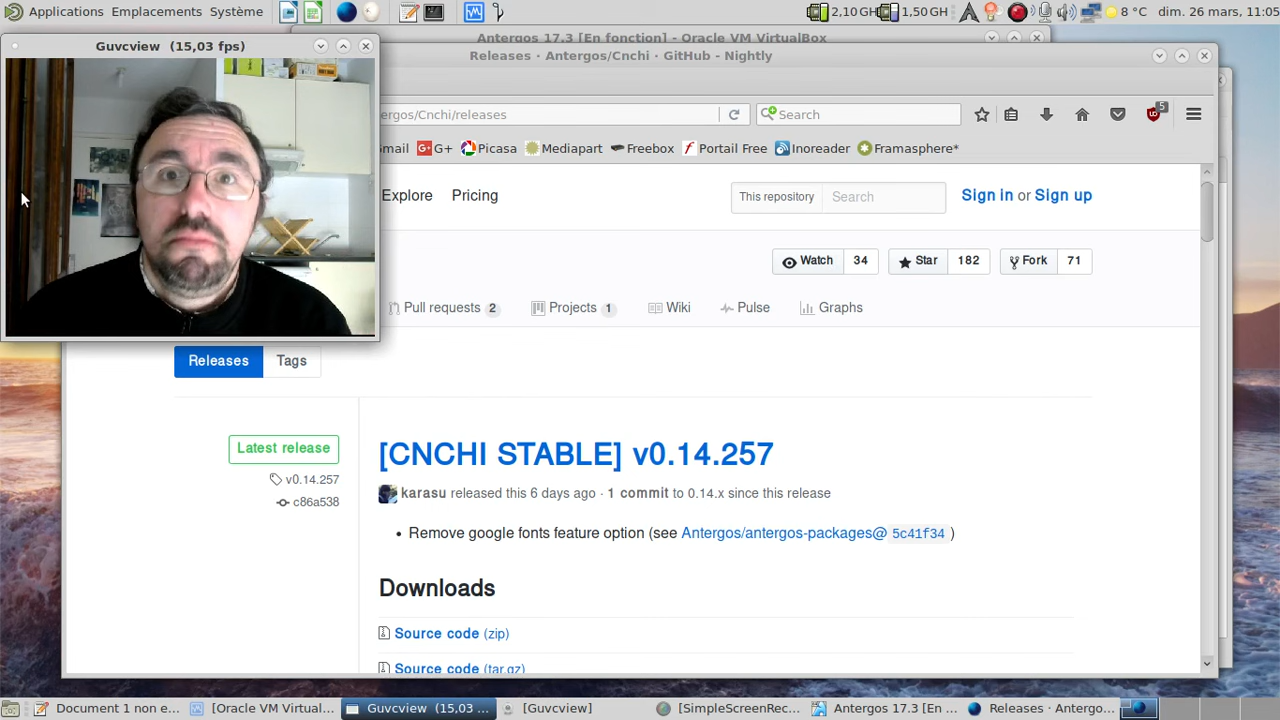 Applications Emplacements Système 2,10GH 1,50GH 8 °C dim. 26 mars, 11:05
Guvcview (15,03 fps)
Antergos 17.3 [En fonction] - Oracle VM VirtualBox
Releases · Antergos/Cnchi · GitHub - Nightly
ergos/Cnchi/releases Search 5
mail G+ Picasa Mediapart Freebox Portail Free Inoreader Framasphere*
Explore Pricing This repository Search Sign in or Sign up
Watch 34 Star 182 Fork 71
Pull requests 2 Projects 1 Wiki Pulse Graphs
Releases Tags
Latest release
v0.14.257
c86a538
[CNCHI STABLE] v0.14.257
karasu released this 6 days ago · 1 commit to 0.14.x since this release
• Remove google fonts feature option (see Antergos/antergos-packages@ 5c41f34 )
Downloads
Source code (zip)
Source code (tar.gz)
Document 1 non e... [Oracle VM Virtual... Guvcview (15,03 ... [Guvcview] [SimpleScreenRec... Antergos 17.3 [En ... Releases · Antergo...